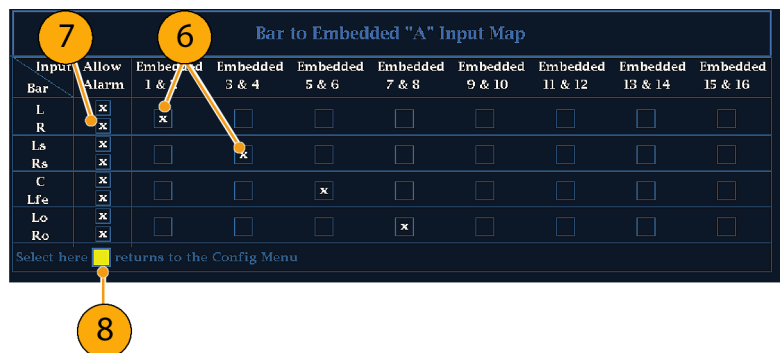 7
6
Bar to Embedded "A" Input Map
Input Allow Embedded Embedded Embedded Embedded Embedded Embedded Embedded Embedded
Bar Alarm 1 & 2 3 & 4 5 & 6 7 & 8 9 & 10 11 & 12 13 & 14 15 & 16
L x
R x x
Ls x
Rs x x
C x
Lfe x x
Lo x
Ro x x
Select here returns to the Config Menu
8